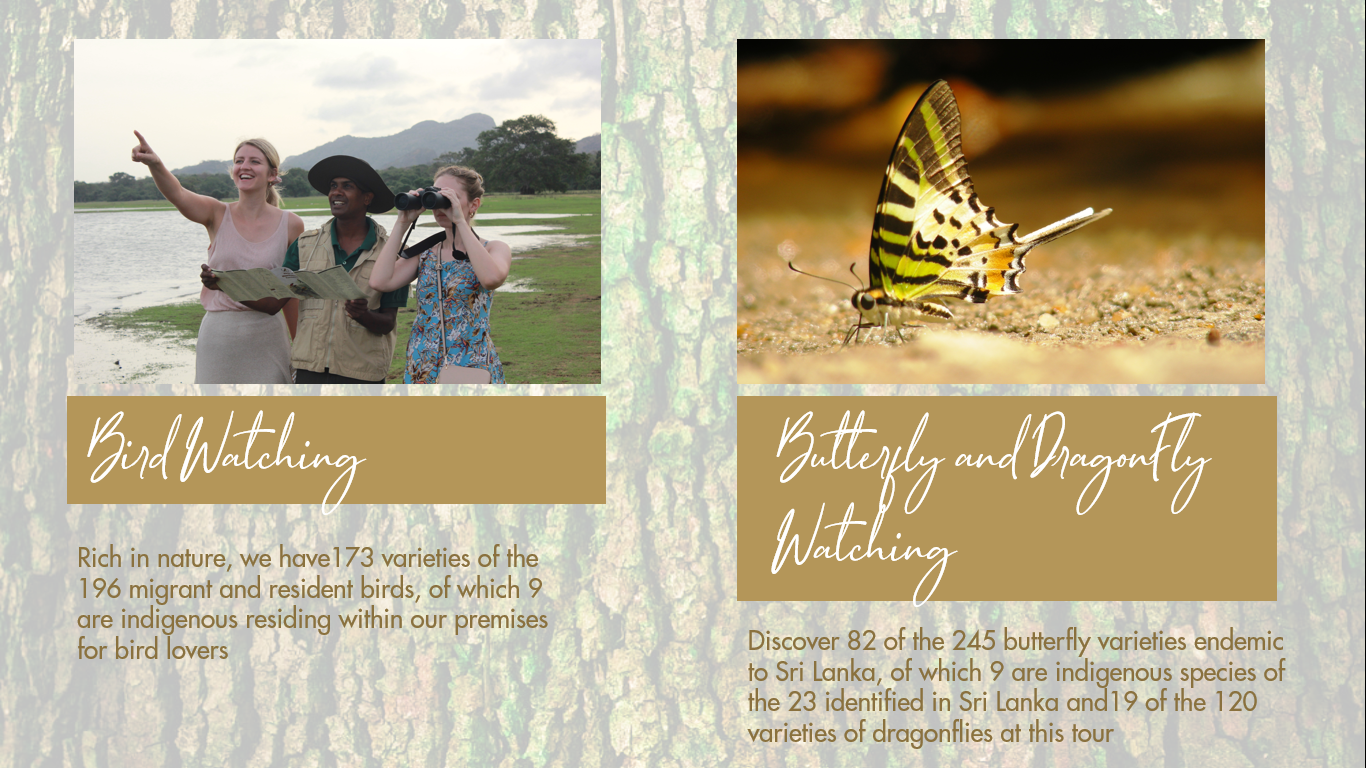 Bird Watching
Rich in nature, we have173 varieties of the
196 migrant and resident birds, of which 9
are indigenous residing within our premises
for bird lovers
Butterfly and DragonFly
Watching
Discover 82 of the 245 butterfly varieties endemic
to Sri Lanka, of which 9 are indigenous species of
the 23 identified in Sri Lanka and19 of the 120
varieties of dragonflies at this tour